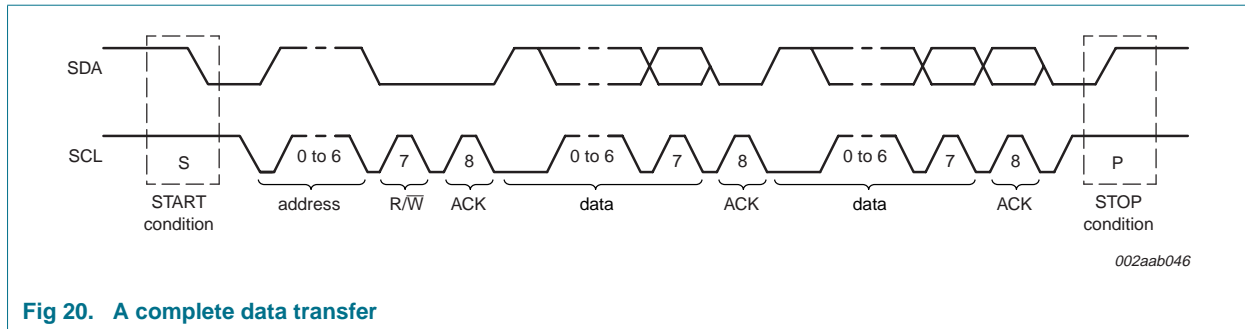 SDA
SCL
S
0 to 6
7
8
0 to 6
7
8
0 to 6
7
8
P
START
condition
address
R/W̅
ACK
data
ACK
data
ACK
STOP
condition
002aab046
Fig 20. A complete data transfer